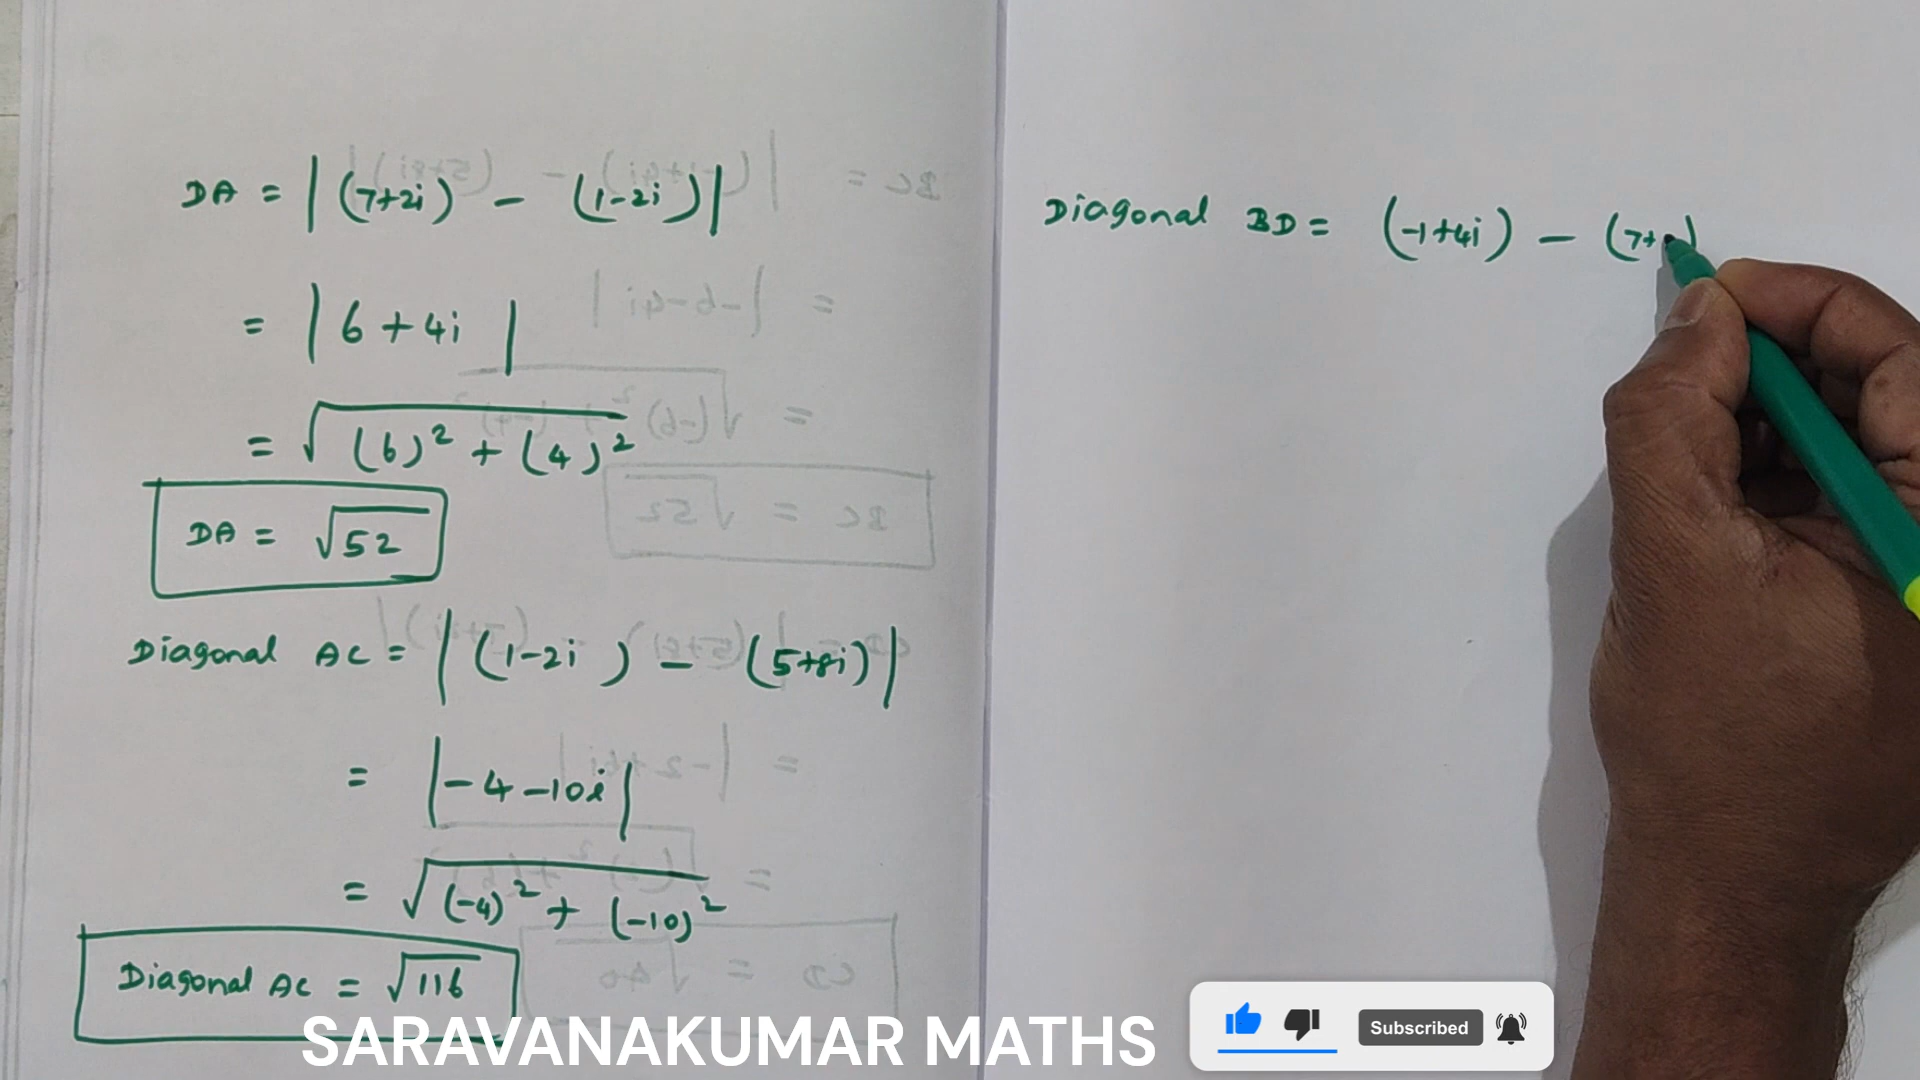 DA = |(7+2i) - (1-2i)|
= |6+4i|
= √(6)² + (4)²
DA = √52
Diagonal AC = |(1-2i) - (5+8i)|
= |-4-10i|
= √(-4)² + (-10)²
Diagonal AC = √116
Diagonal BD = (-1+4i) - (7+
SARAVANAKUMAR MATHS
Subscribed